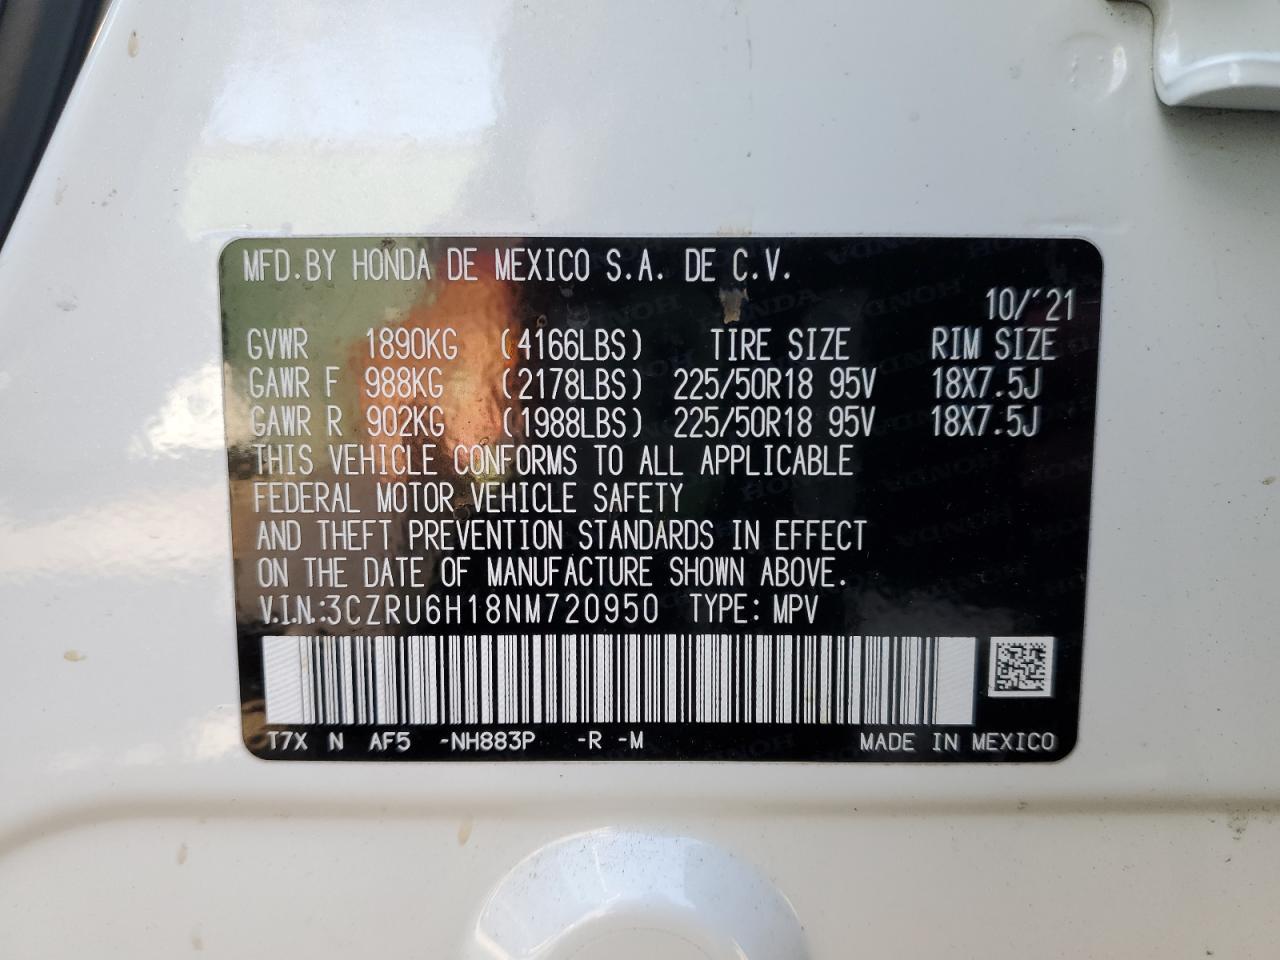 MFD.BY HONDA DE MEXICO S.A. DE C.V.
10/'21
GVWR 1890KG (4166LBS) TIRE SIZE RIM SIZE
GAWR F 988KG (2178LBS) 225/50R18 95V 18X7.5J
GAWR R 902KG (1988LBS) 225/50R18 95V 18X7.5J
THIS VEHICLE CONFORMS TO ALL APPLICABLE
FEDERAL MOTOR VEHICLE SAFETY
AND THEFT PREVENTION STANDARDS IN EFFECT
ON THE DATE OF MANUFACTURE SHOWN ABOVE.
V.I.N.:3CZRU6H18NM720950 TYPE: MPV
T7X N AF5 -NH883P -R -M MADE IN MEXICO